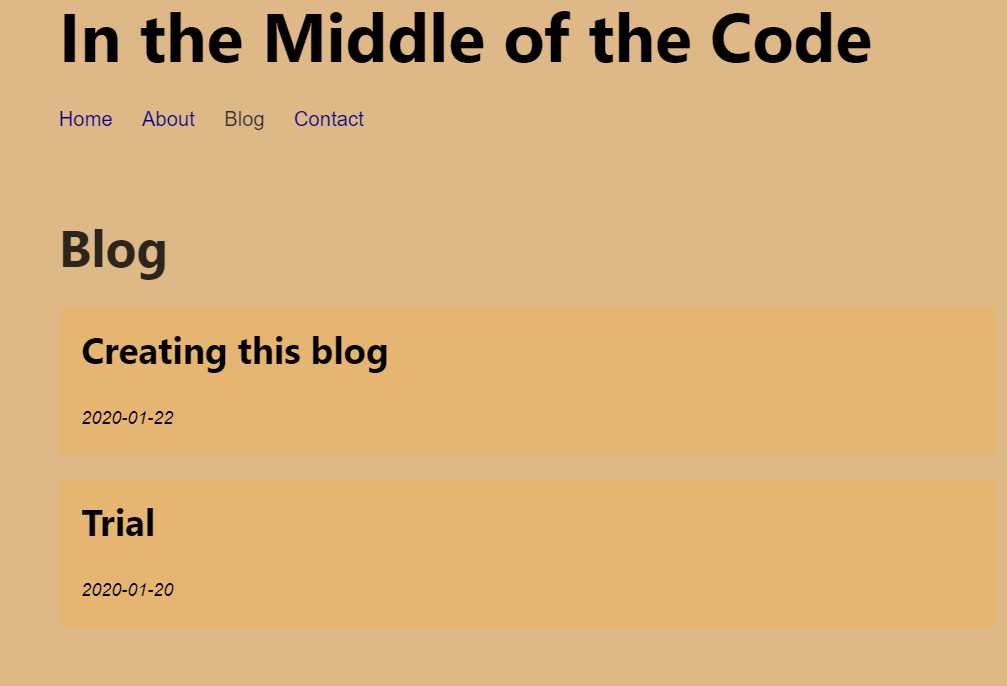 In the Middle of the Code
Home About Blog Contact
Blog
Creating this blog
2020-01-22
Trial
2020-01-20